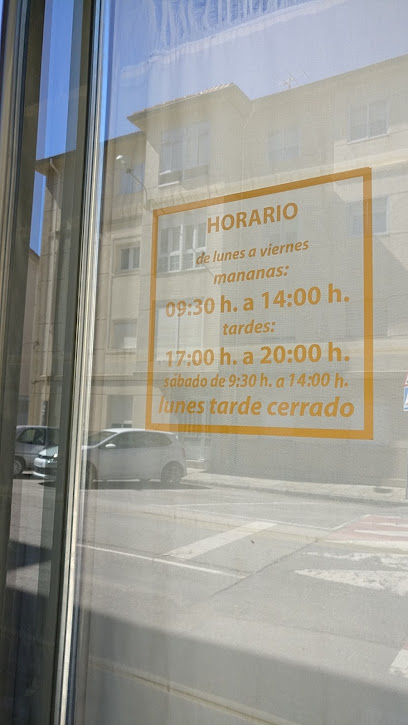 HORARIO
de lunes a viernes
mananas:
09:30 h. a 14:00 h.
tardes:
17:00 h. a 20:00 h.
sábado de 9:30 h. a 14:00 h.
lunes tarde cerrado